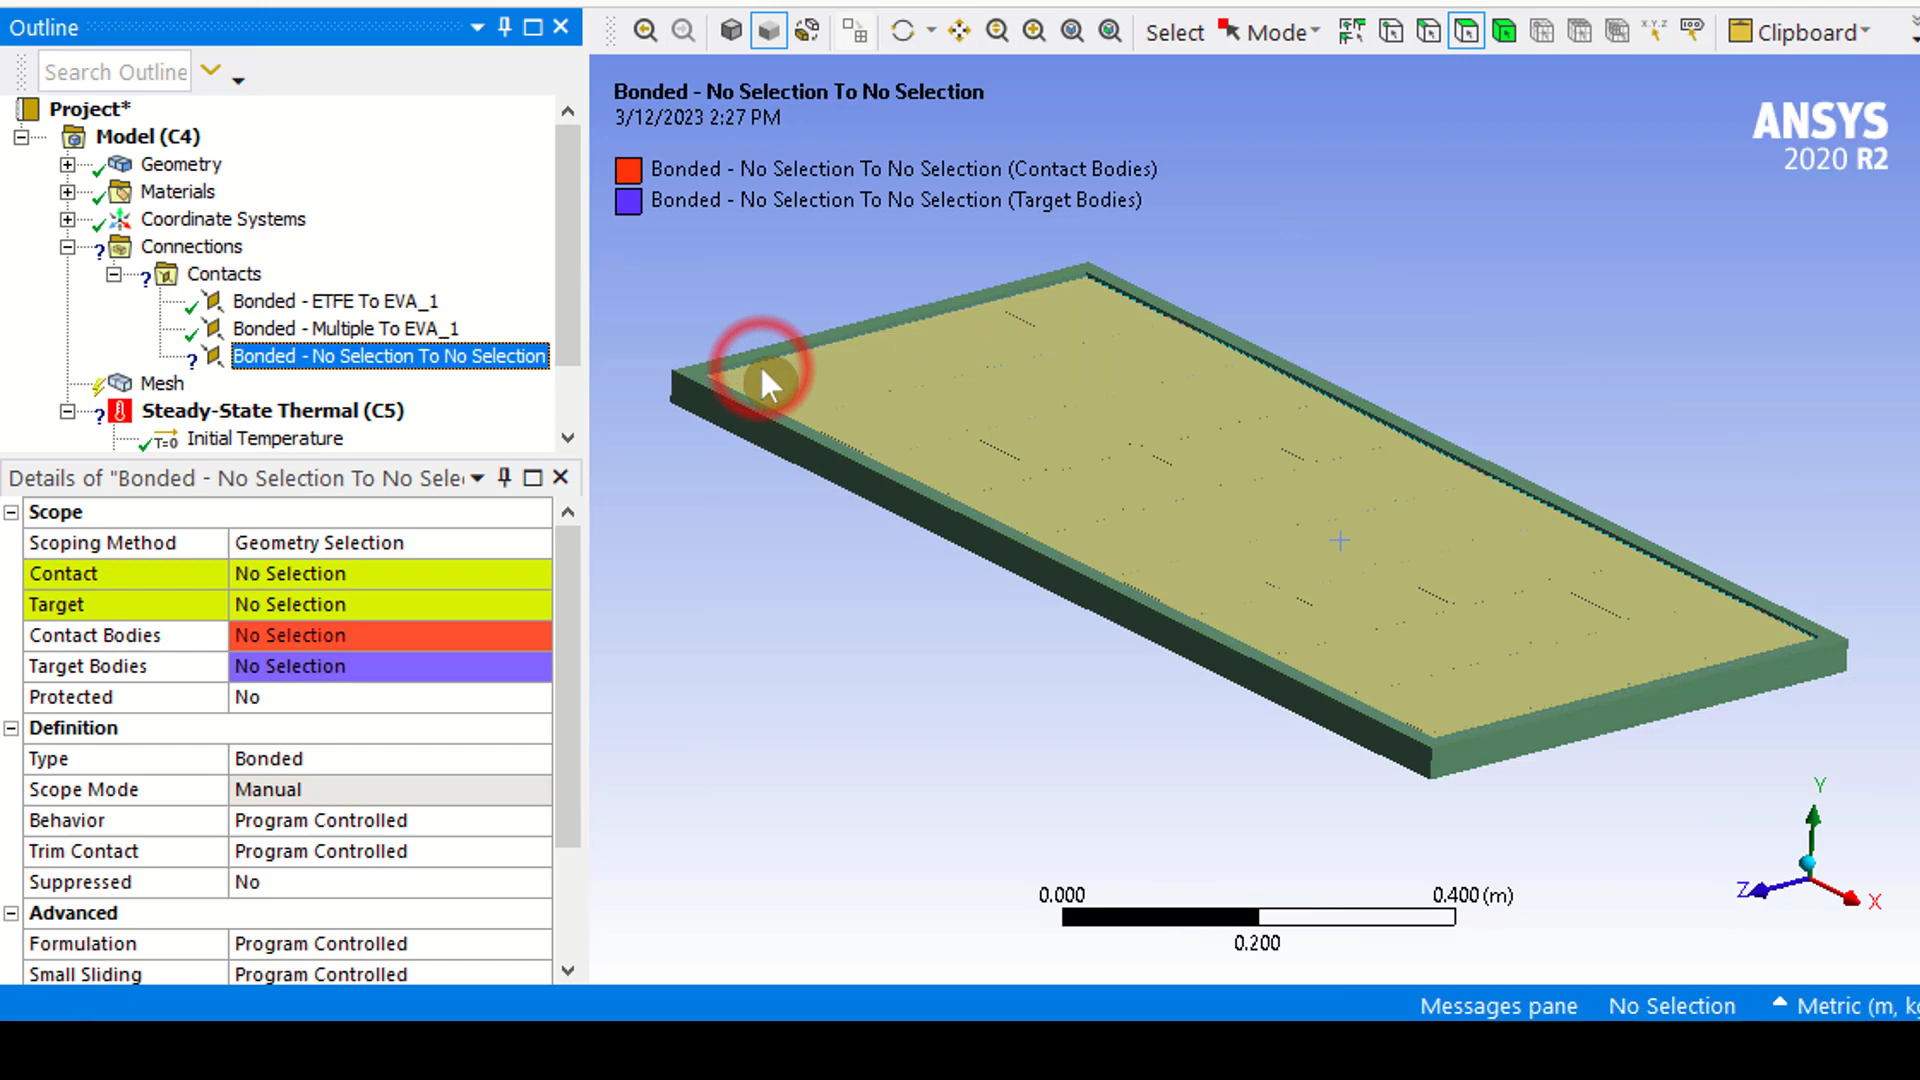 Outline
Search Outline
Project*
Model (C4)
Geometry
Materials
Coordinate Systems
Connections
Contacts
Bonded - ETFE To EVA_1
Bonded - Multiple To EVA_1
Bonded - No Selection To No Selection
Mesh
Steady-State Thermal (C5)
T=0 Initial Temperature
Details of "Bonded - No Selection To No Sele
Scope
Scoping Method Geometry Selection
Contact No Selection
Target No Selection
Contact Bodies No Selection
Target Bodies No Selection
Protected No
Definition
Type Bonded
Scope Mode Manual
Behavior Program Controlled
Trim Contact Program Controlled
Suppressed No
Advanced
Formulation Program Controlled
Small Sliding Program Controlled
Select Mode Clipboard
Bonded - No Selection To No Selection
3/12/2023 2:27 PM
Bonded - No Selection To No Selection (Contact Bodies)
Bonded - No Selection To No Selection (Target Bodies)
ANSYS
2020 R2
0.000 0.400 (m)
0.200
Y
Z
X
Messages pane No Selection Metric (m, kg